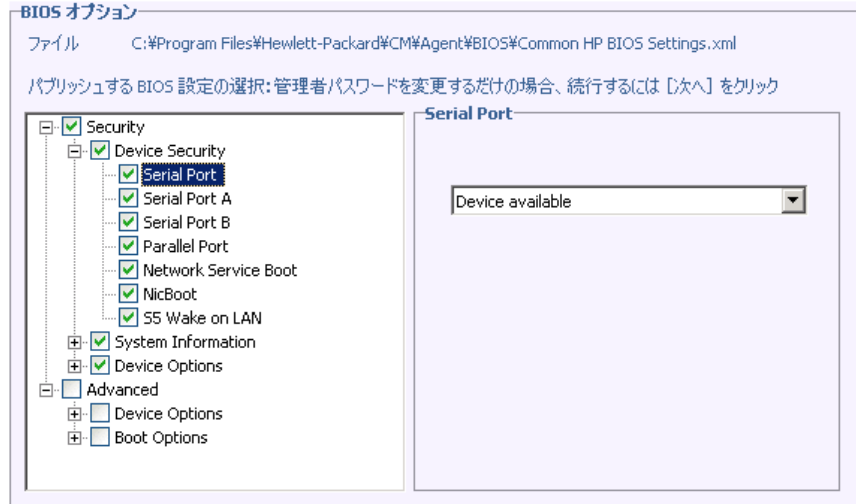 BIOS オプション
ファイル C:¥Program Files¥Hewlett-Packard¥CM¥Agent¥BIOS¥Common HP BIOS Settings.xml
パブリッシュする BIOS 設定の選択: 管理者パスワードを変更するだけの場合、続行するには [次へ] をクリック
Security
Device Security
Serial Port
Serial Port A
Serial Port B
Parallel Port
Network Service Boot
NicBoot
S5 Wake on LAN
System Information
Device Options
Advanced
Device Options
Boot Options
Serial Port
Device available